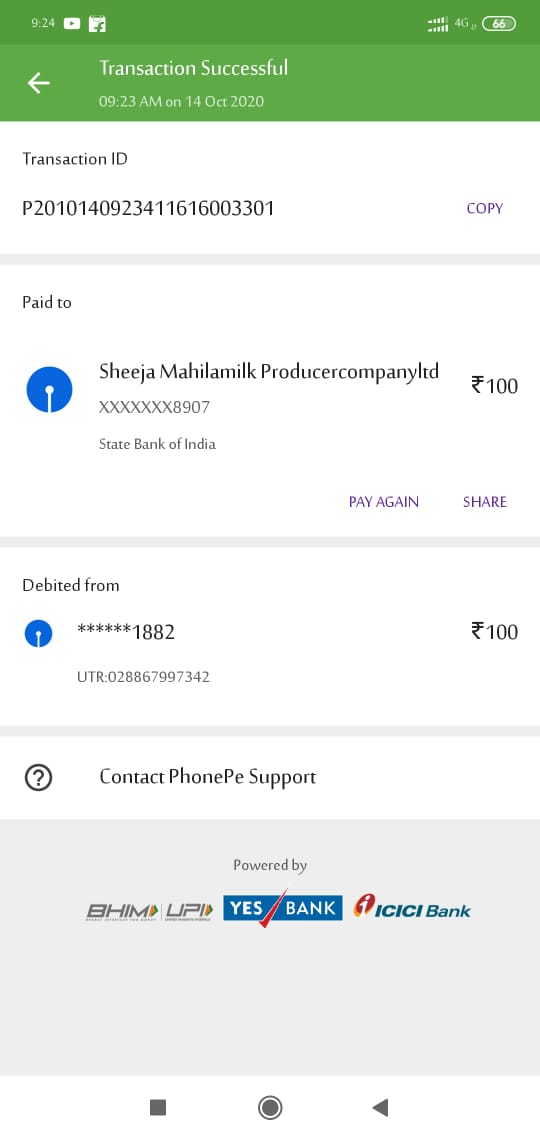 9:24
4G
66
Transaction Successful
09:23 AM on 14 Oct 2020
Transaction ID
P2010140923411616003301
COPY
Paid to
Sheeja Mahilamilk Producercompanyltd
₹100
XXXXXXX8907
State Bank of India
PAY AGAIN
SHARE
Debited from
******1882
₹100
UTR:028867997342
Contact PhonePe Support
Powered by
BHIM UPI YES BANK ICICI Bank